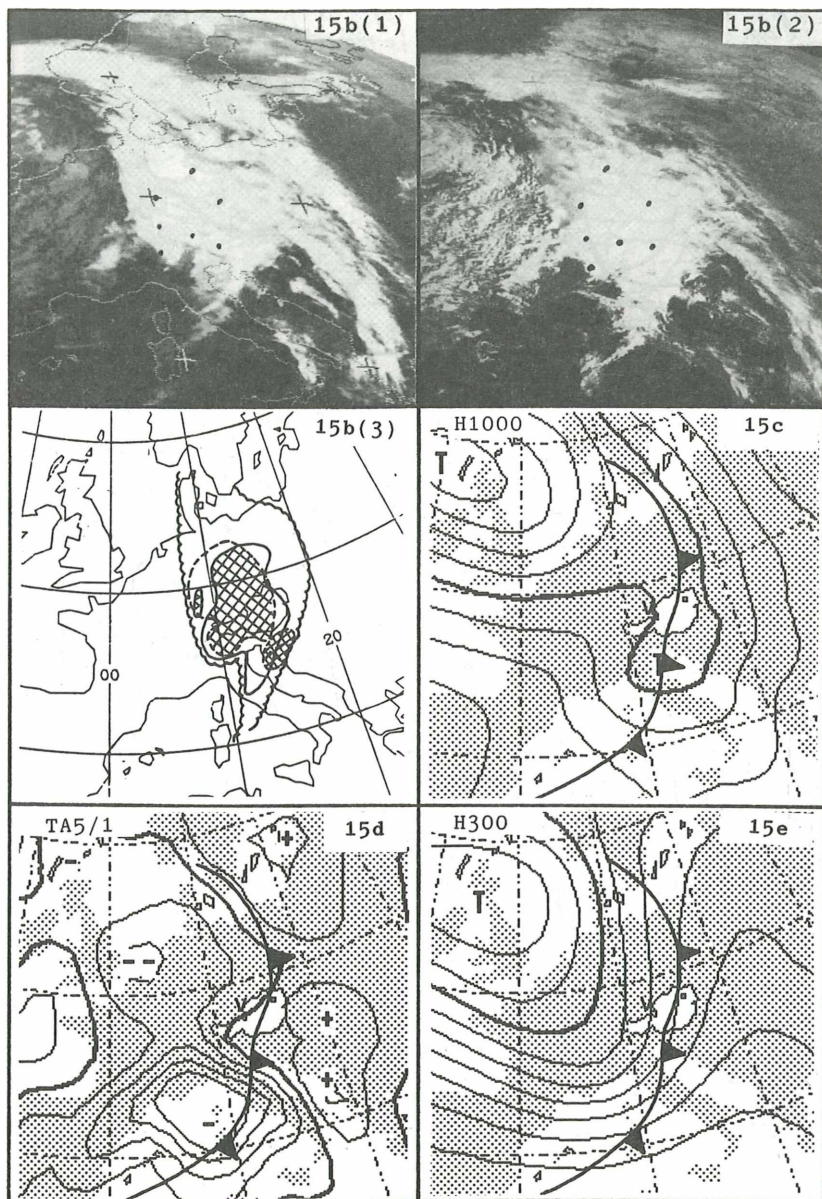 15b(1)
15b(2)
15b(3)
00
20
H1000
15c
T
T
TA5/1
15d
+
-
--
+
+
-
H300
15e
T